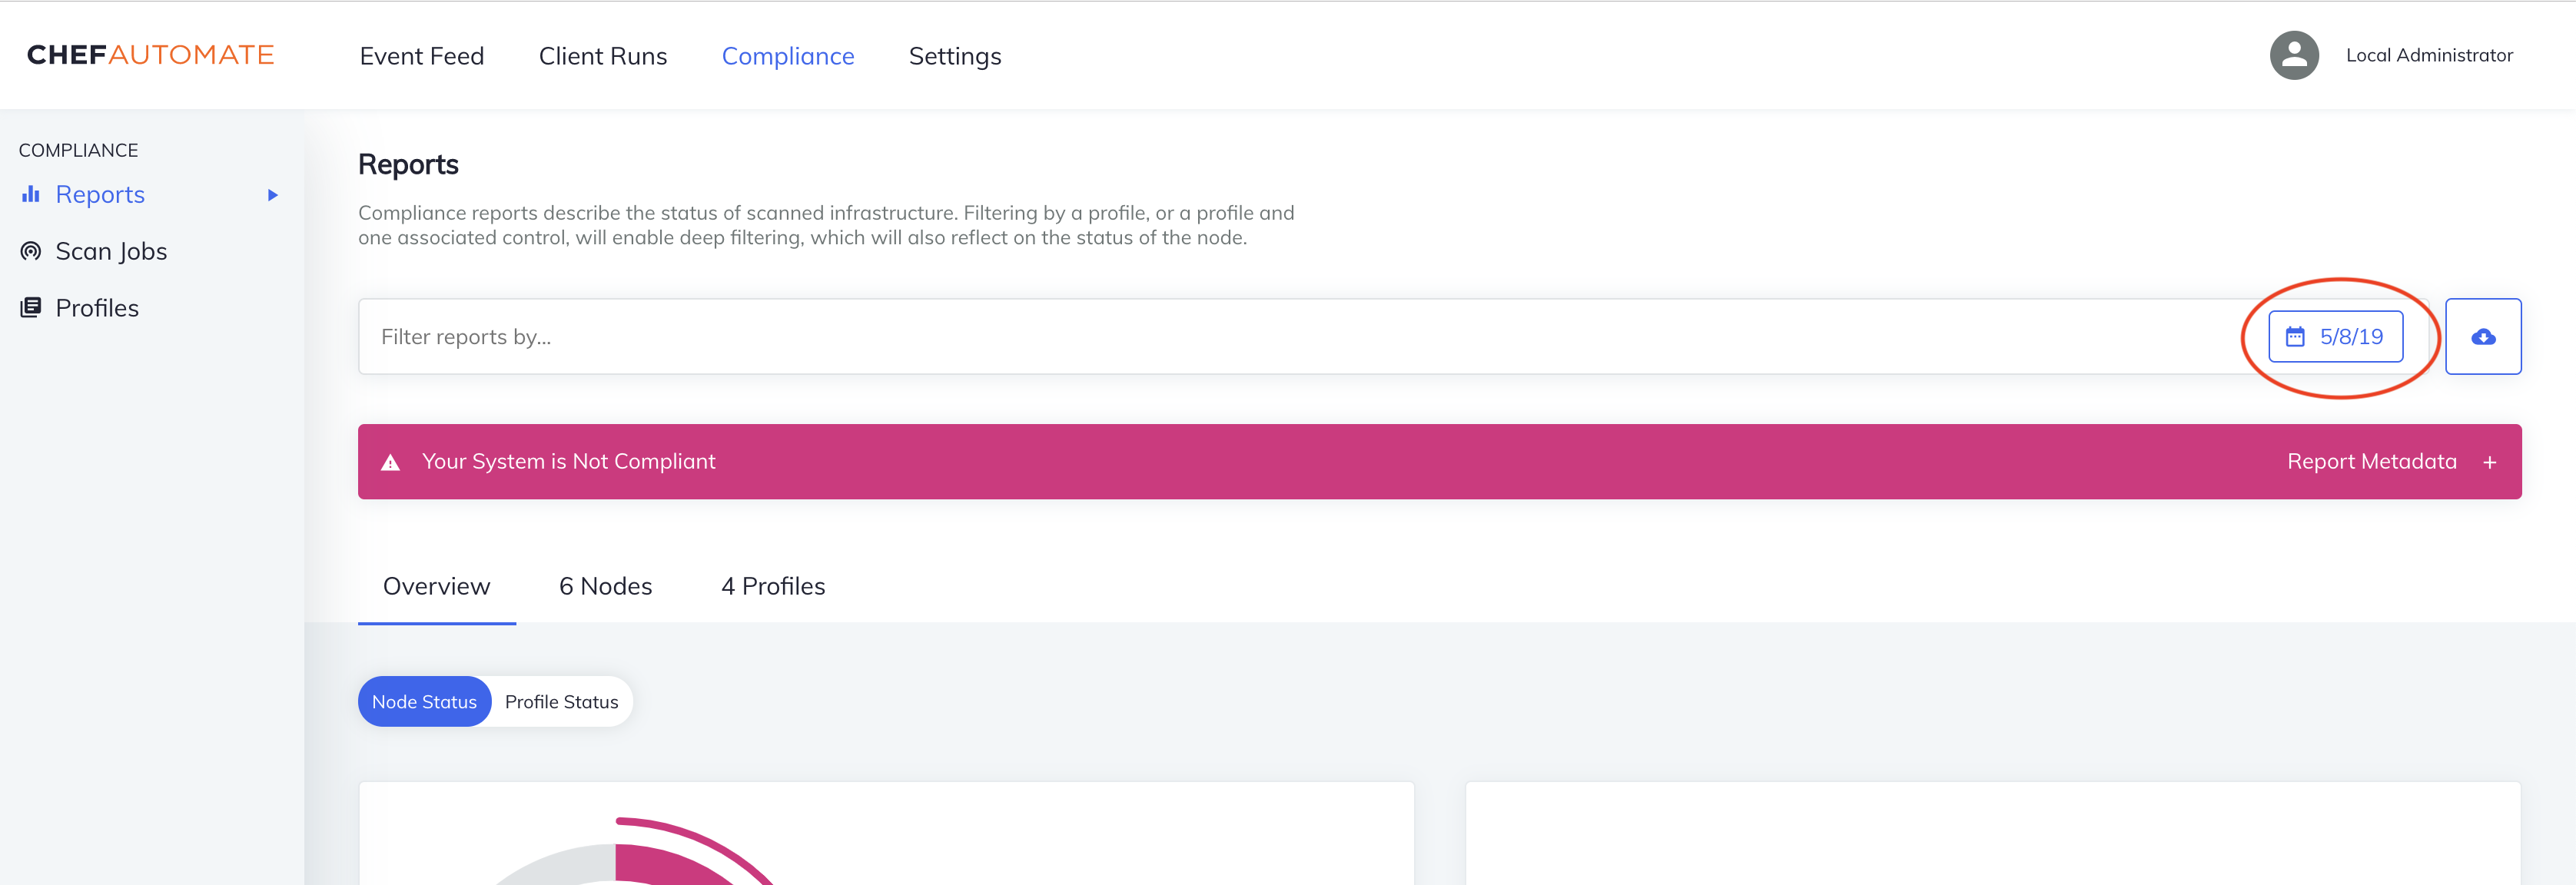 CHEFAUTOMATE
Event Feed
Client Runs
Compliance
Settings
Local Administrator
COMPLIANCE
Reports
Scan Jobs
Profiles
Reports
Compliance reports describe the status of scanned infrastructure. Filtering by a profile, or a profile and
one associated control, will enable deep filtering, which will also reflect on the status of the node.
Filter reports by...
5/8/19
Your System is Not Compliant
Report Metadata +
Overview
6 Nodes
4 Profiles
Node Status
Profile Status